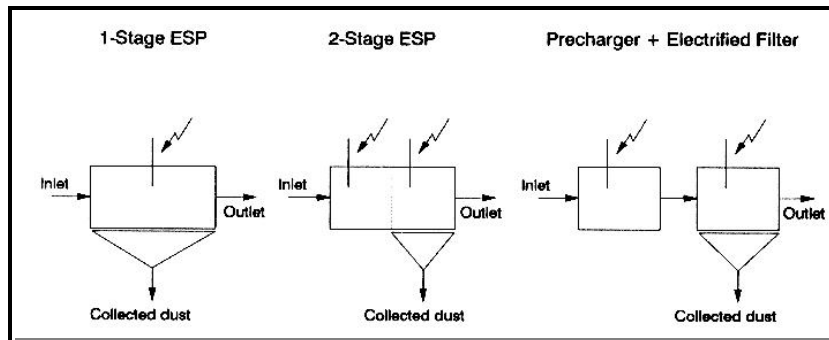 1-Stage ESP
2-Stage ESP
Precharger + Electrified Filter
Inlet
Outlet
Collected dust
Inlet
Outlet
Collected dust
Inlet
Outlet
Collected dust